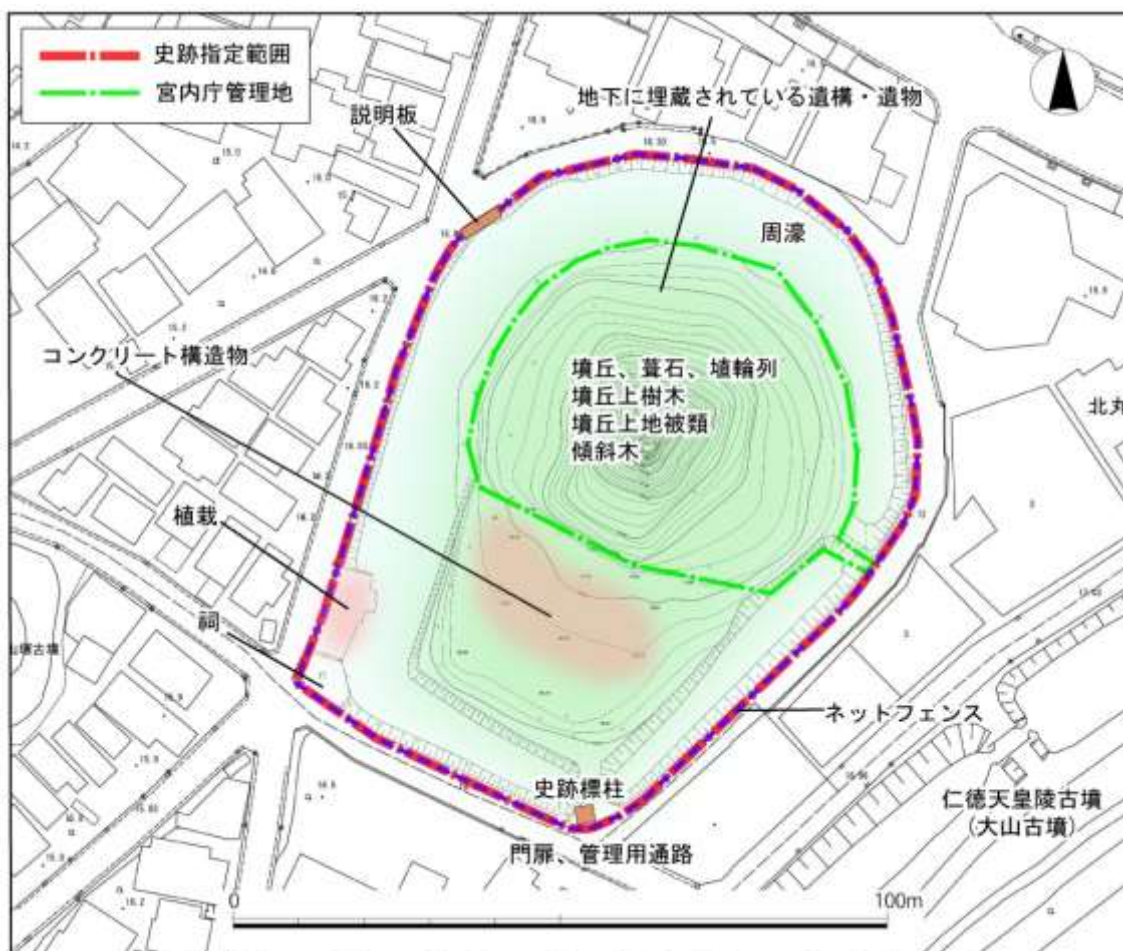 史跡指定範囲
宮内庁管理地
説明板
地下に埋蔵されている遺構・遺物
周濠
コンクリート構造物
墳丘、葺石、埴輪列
墳丘上樹木
墳丘上地被類
傾斜木
北丸
植栽
祠
ネットフェンス
史跡標柱
仁徳天皇陵古墳
(大山古墳)
門扉、管理用通路
0
100m